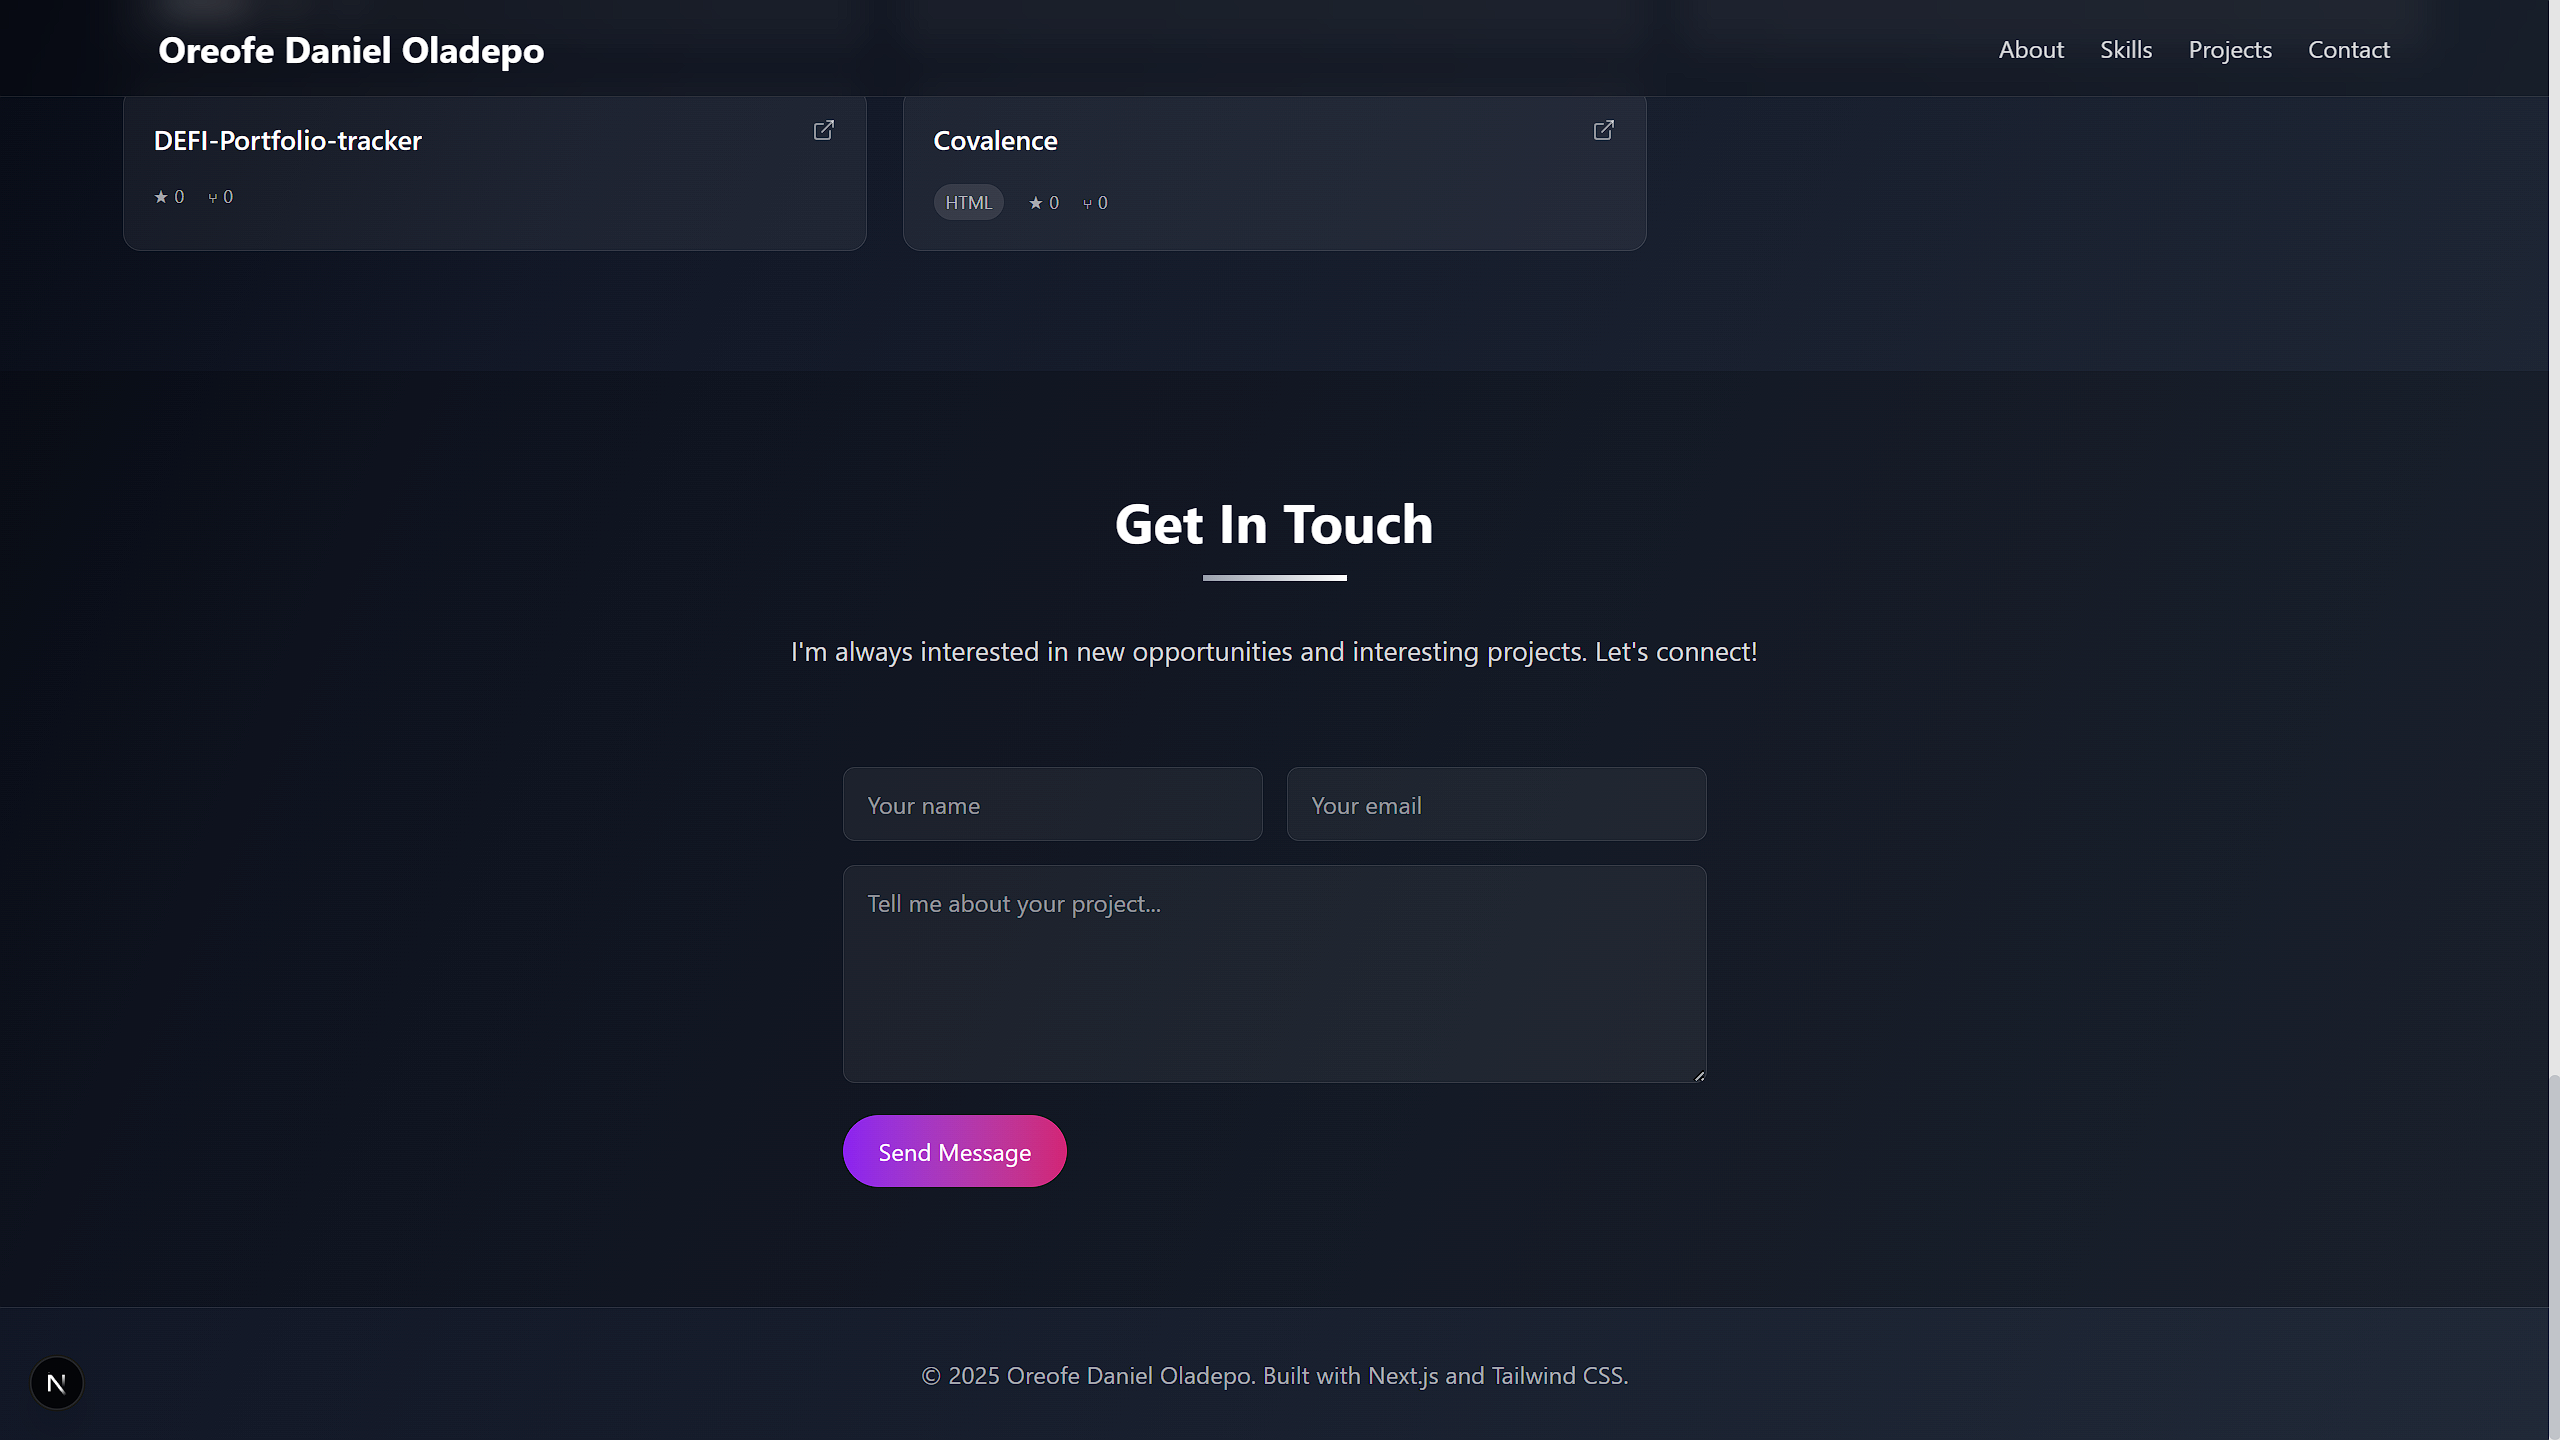 Oreofe Daniel Oladepo
About Skills Projects Contact
DEFI-Portfolio-tracker
★ 0 ⑂ 0
Covalence
HTML ★ 0 ⑂ 0
Get In Touch
I'm always interested in new opportunities and interesting projects. Let's connect!
Your name
Your email
Tell me about your project...
Send Message
© 2025 Oreofe Daniel Oladepo. Built with Next.js and Tailwind CSS.
N